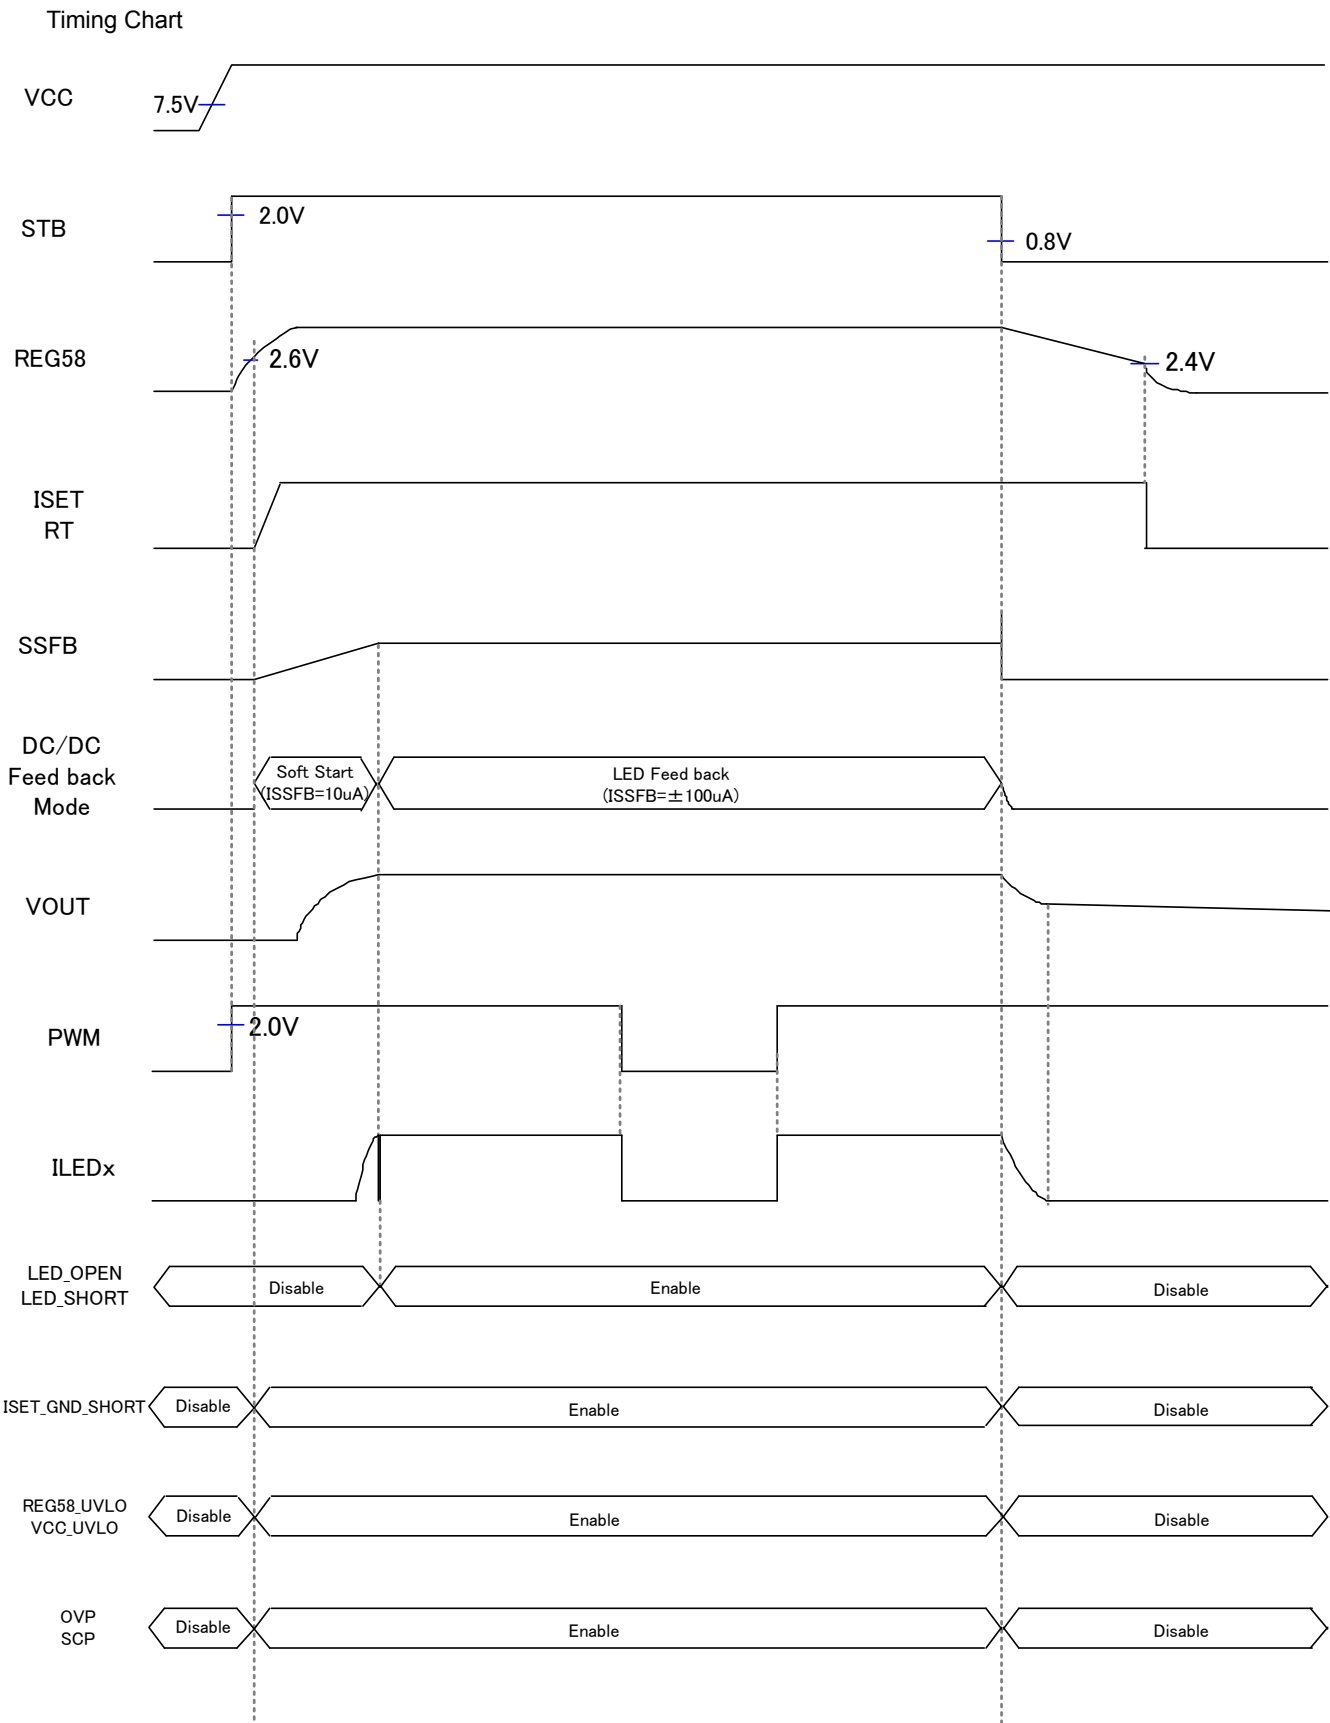 Timing Chart
VCC
7.5V
STB
2.0V
0.8V
REG58
2.6V
2.4V
ISET
RT
SSFB
DC/DC
Feed back
Mode
Soft Start
(ISSFB=10uA)
LED Feed back
(ISSFB=±100uA)
VOUT
PWM
2.0V
ILEDx
LED_OPEN
LED_SHORT
Disable
Enable
Disable
ISET_GND_SHORT
Disable
Enable
Disable
REG58_UVLO
VCC_UVLO
Disable
Enable
Disable
OVP
SCP
Disable
Enable
Disable